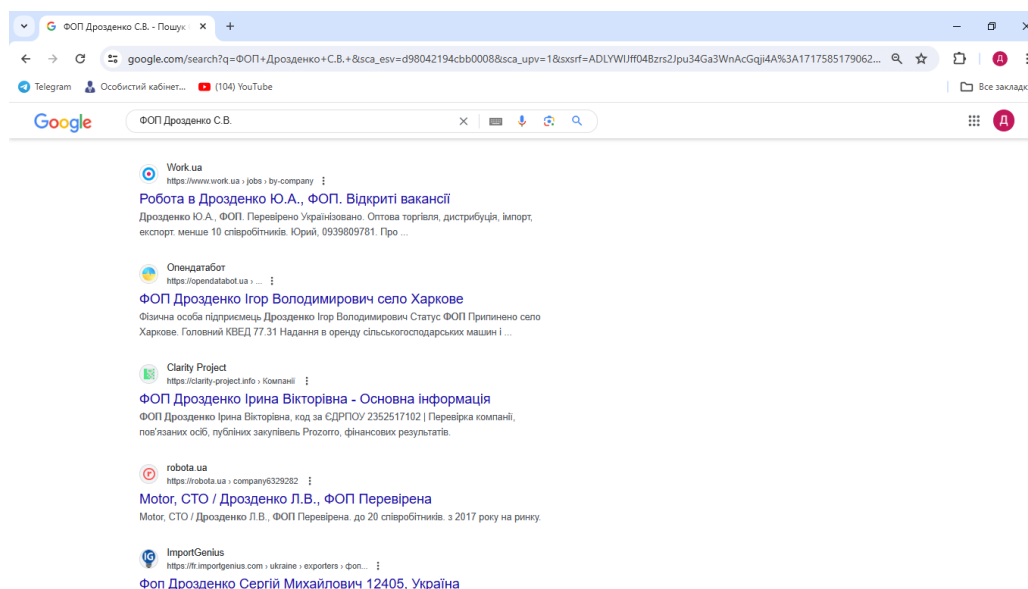 ФОП Дрозденко С.В. - Пошук
google.com/search?q=ФОП+Дрозденко+С.В.+&sca_esv=d98042194cbb0008&sca_upv=1&sxsrf=ADLYWIJff04Bzrs2Jpu34Ga3WnAcGqji4A%3A1717585179062...
Д
Telegram Особистий кабінет... (104) YouTube Все закладк
Google ФОП Дрозденко С.В. Д
Work.ua
https://www.work.ua › jobs › by-company
Робота в Дрозденко Ю.А., ФОП. Відкриті вакансії
Дрозденко Ю.А., ФОП. Перевірено Українізовано. Оптова торгівля, дистрибуція, імпорт,
експорт. менше 10 співробітників. Юрий, 0939809781. Про ...
Опендатабот
https://opendatabot.ua › ...
ФОП Дрозденко Ігор Володимирович село Харкове
Фізична особа підприємець Дрозденко Ігор Володимирович Статус ФОП Припинено село
Харкове. Головний КВЕД 77.31 Надання в оренду сільськогосподарських машин і ...
Clarity Project
https://clarity-project.info › Компанії
ФОП Дрозденко Ірина Вікторівна - Основна інформація
ФОП Дрозденко Ірина Вікторівна, код за ЄДРПОУ 2352517102 | Перевірка компанії,
пов'язаних осіб, публіних закупівель Prozorro, фінансових результатів.
robota.ua
https://robota.ua › company6329282
Motor, СТО / Дрозденко Л.В., ФОП Перевірена
Motor, СТО / Дрозденко Л.В., ФОП Перевірена. до 20 співробітників. з 2017 року на ринку.
IG
ImportGenius
https://fr.importgenius.com › ukraine › exporters › фоп...
Фоп Дрозденко Сергій Михайлович 12405, Україна